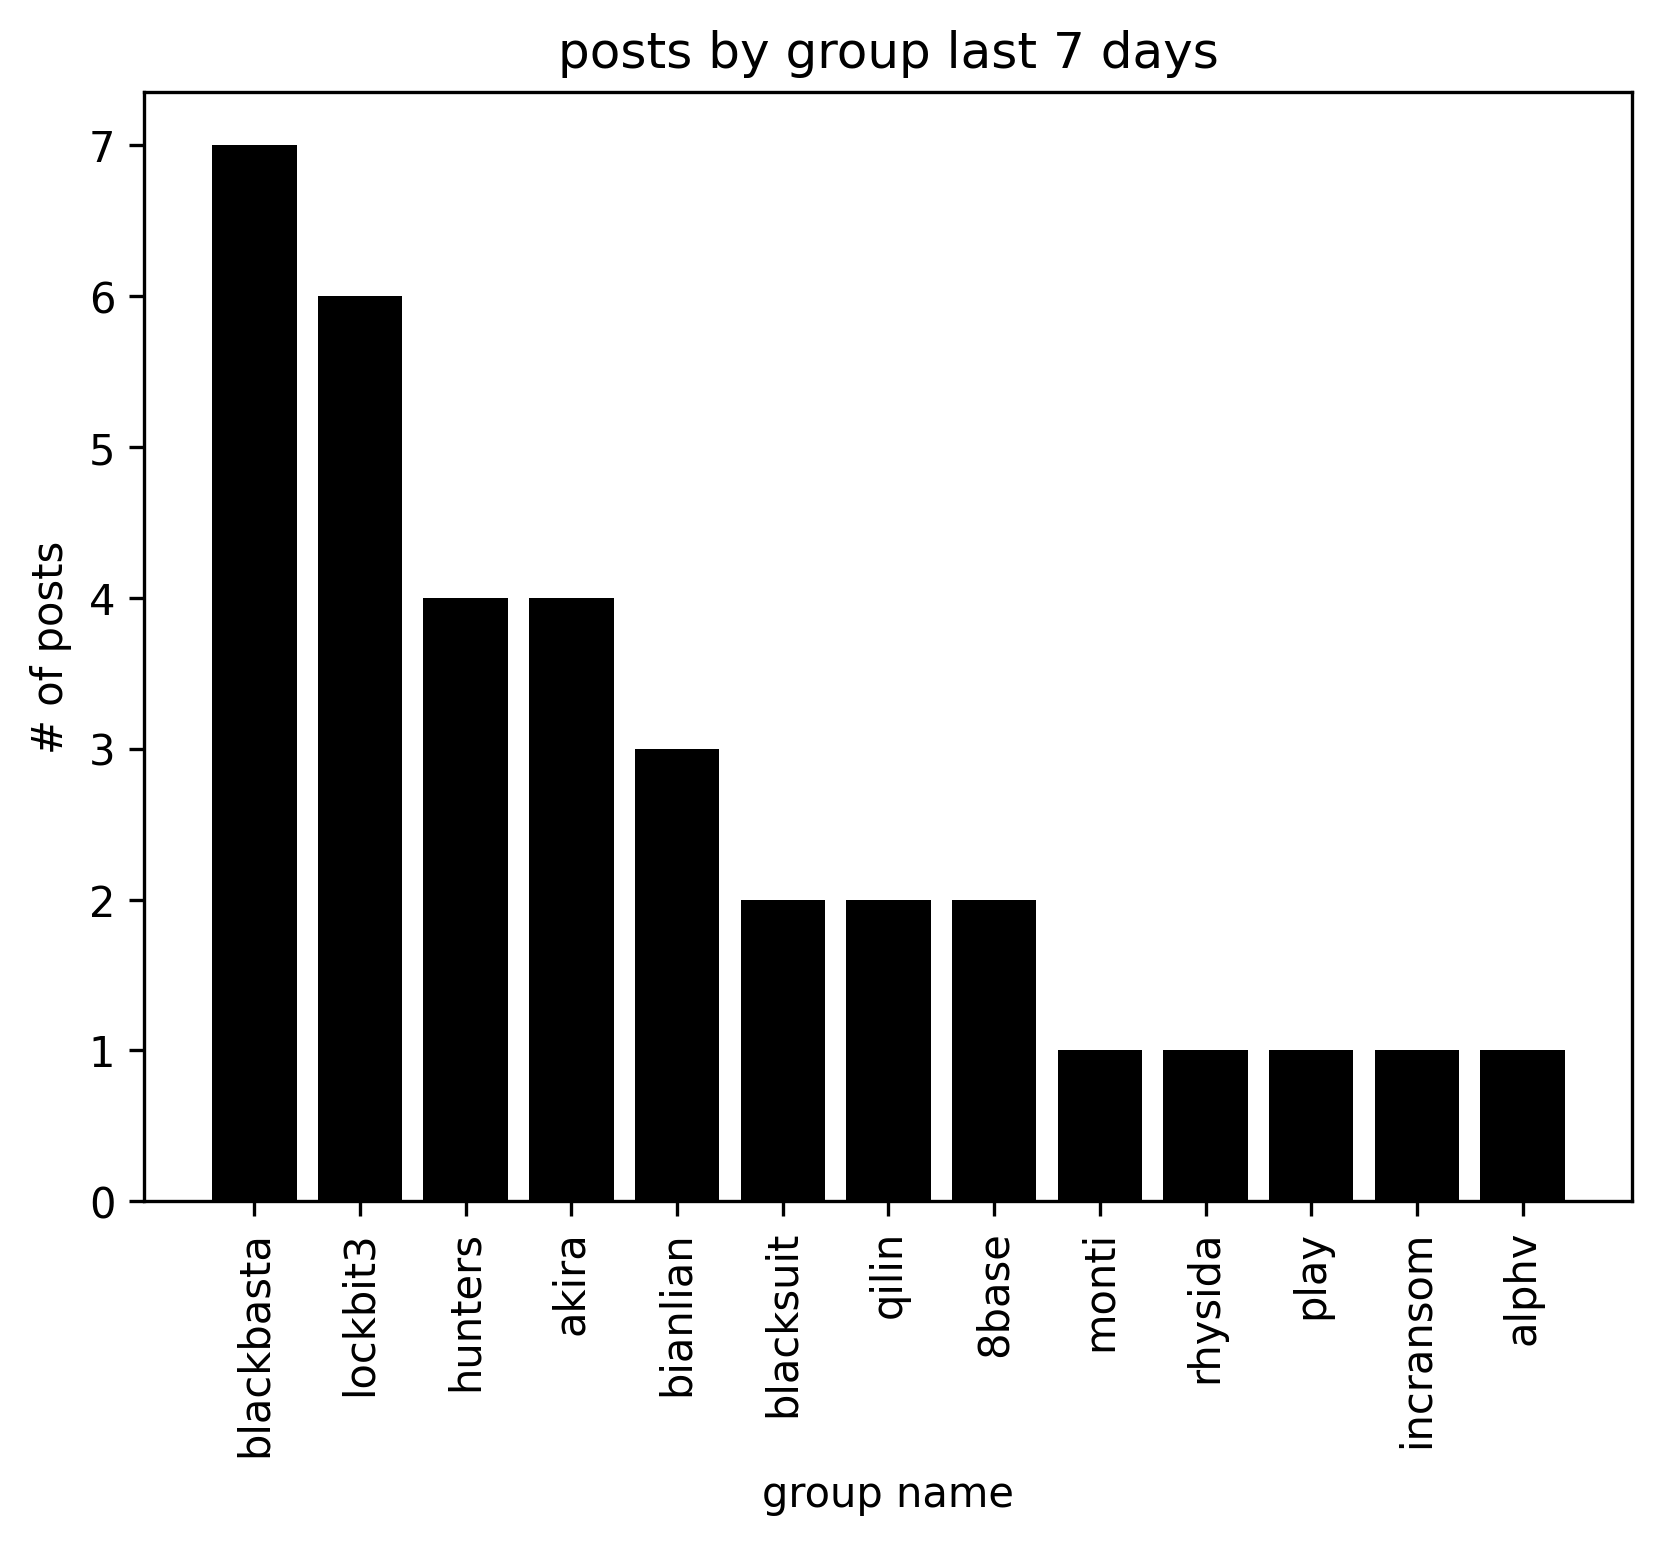 posts by group last 7 days
# of posts
7
6
5
4
3
2
1
0
blackbasta
lockbit3
hunters
akira
bianlian
blacksuit
qilin
8base
monti
rhysida
play
incransom
alphv
group name